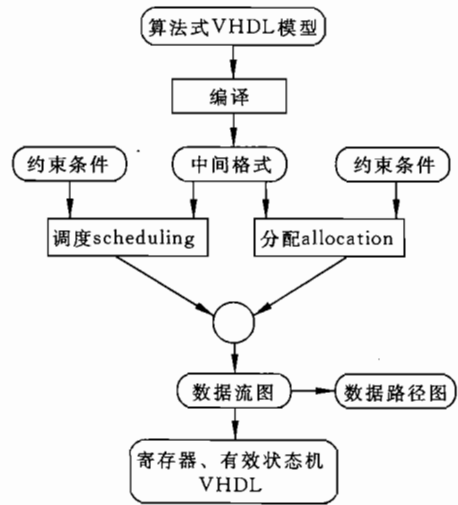 算法式VHDL模型
编译
约束条件
中间格式
约束条件
调度scheduling
分配allocation
数据流图
数据路径图
寄存器、有效状态机
VHDL